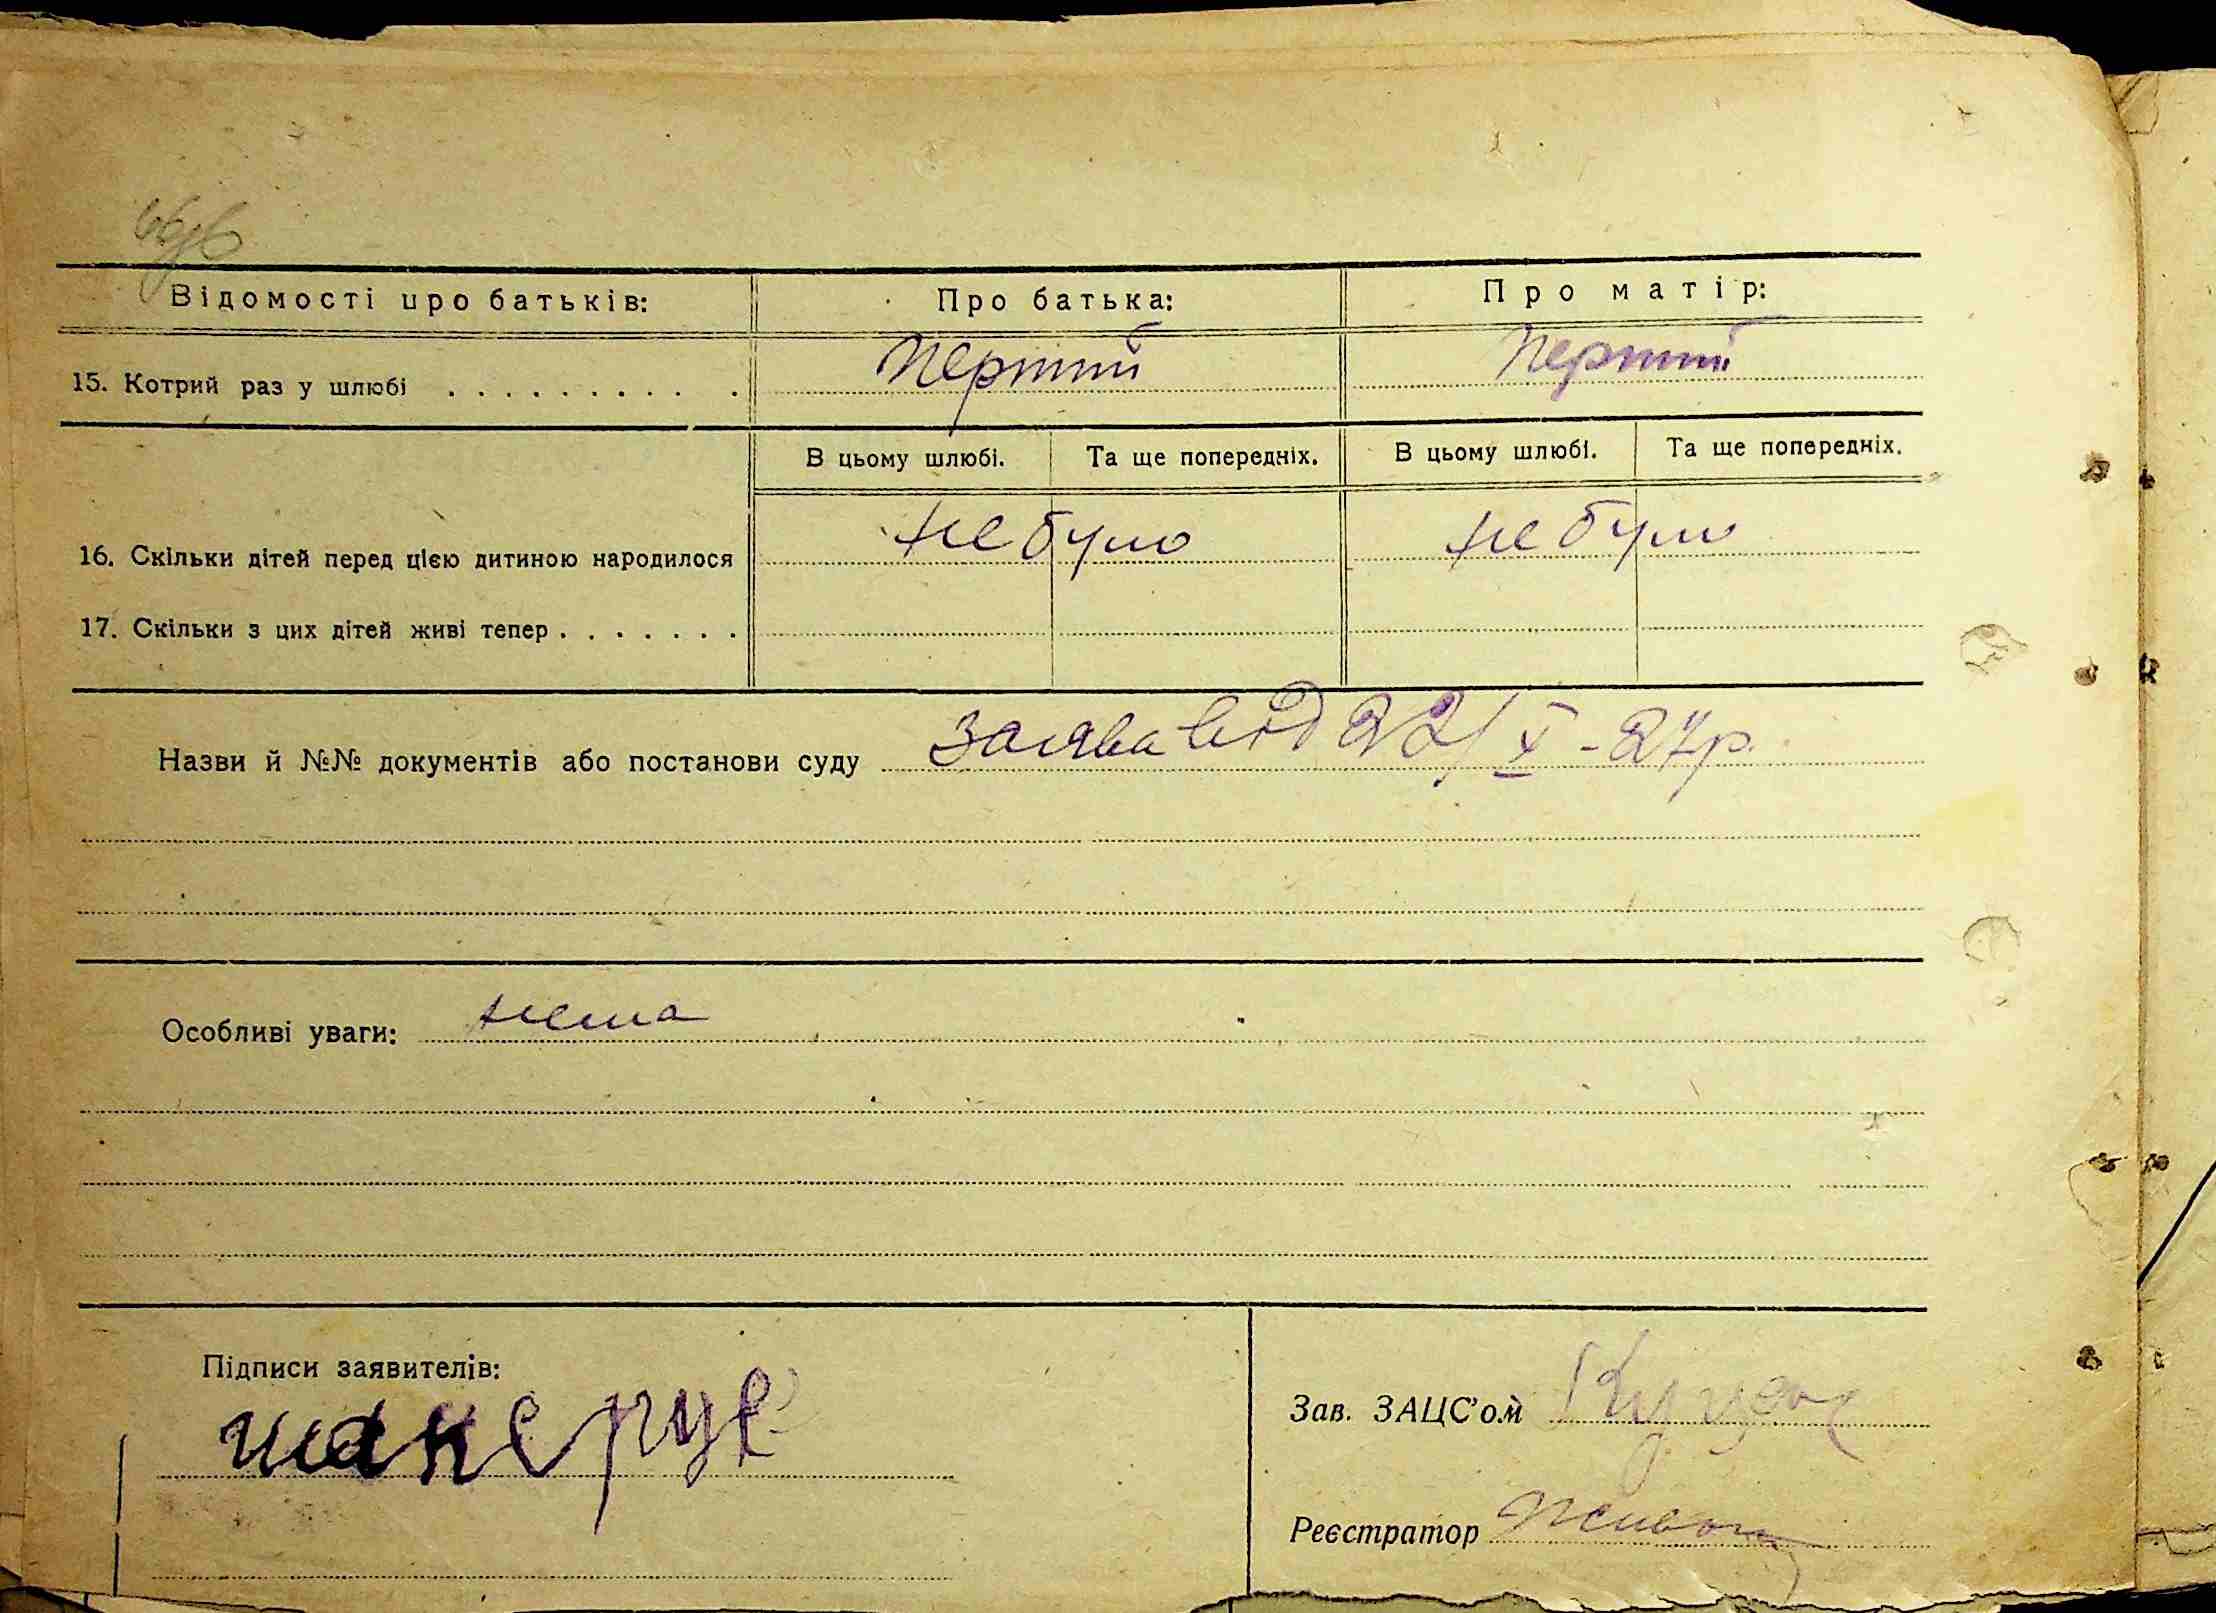 Відомості про батьків: Про батька: Про матір:
15. Котрий раз у шлюбі . . . . . . . . . . . Перший Перший
В цьому шлюбі. Та ще попередніх. В цьому шлюбі. Та ще попередніх.
16. Скільки дітей перед цією дитиною народилося не було не було
17. Скільки з цих дітей живі тепер . . . . . . .
Назви й №№ документів або постанови суду заява від 22/X-27р.
Особливі уваги: нема
Підписи заявителів:
Зав. ЗАЦС'ом
Реєстратор